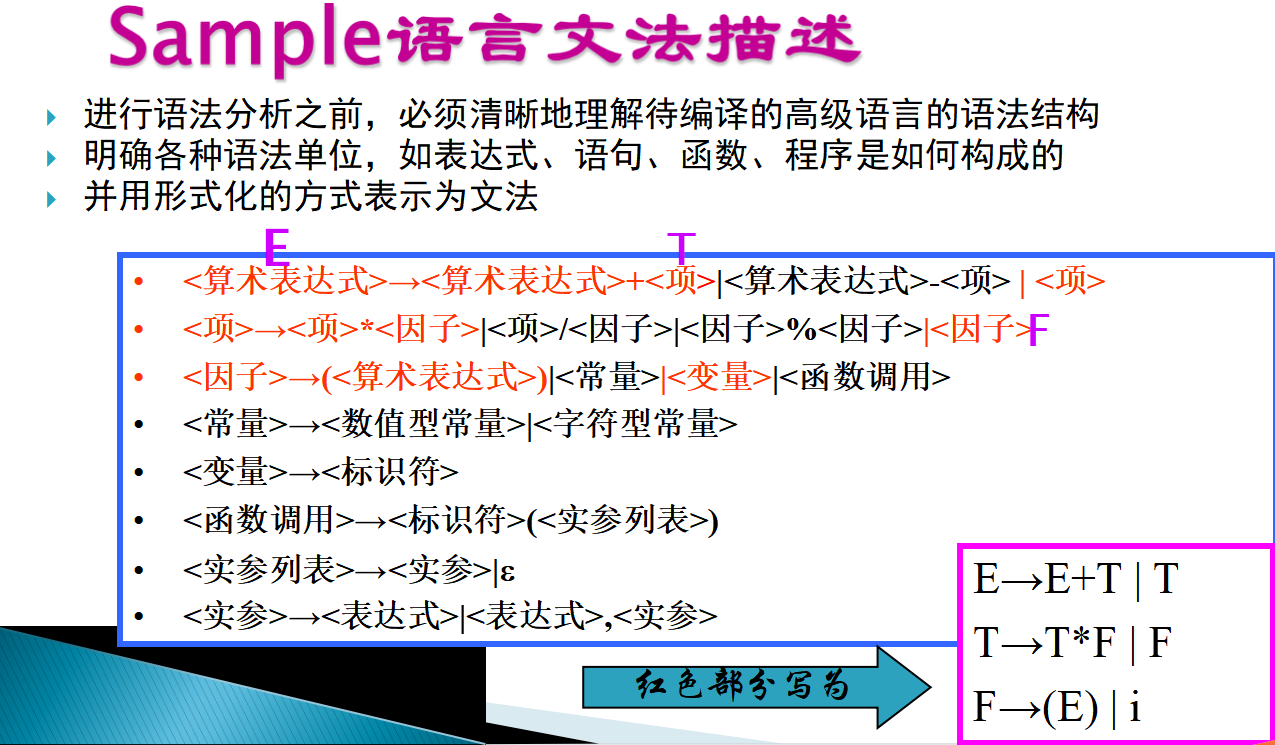 Sample语言文法描述
进行语法分析之前，必须清晰地理解待编译的高级语言的语法结构
明确各种语法单位，如表达式、语句、函数、程序是如何构成的
并用形式化的方式表示为文法
E
T
<算术表达式>→<算术表达式>+<项>|<算术表达式>-<项> | <项>
<项>→<项>*<因子>|<项>/<因子>|<因子>%<因子>|<因子>
F
<因子>→(<算术表达式>)|<常量>|<变量>|<函数调用>
<常量>→<数值型常量>|<字符型常量>
<变量>→<标识符>
<函数调用>→<标识符>(<实参列表>)
<实参列表>→<实参>|ε
<实参>→<表达式>|<表达式>,<实参>
红色部分写为
E→E+T | T
T→T*F | F
F→(E) | i